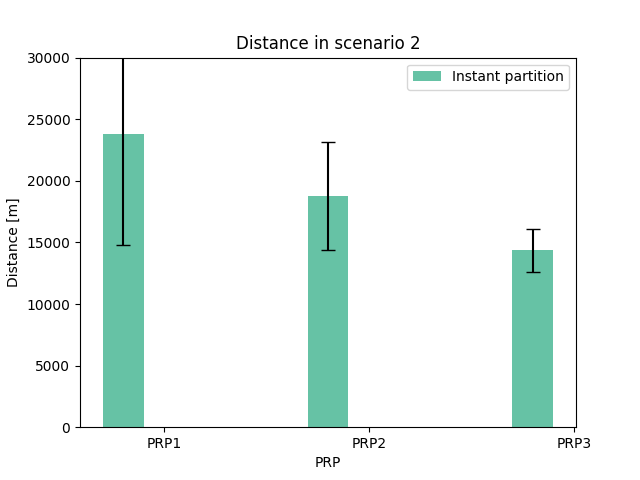 Distance in scenario 2
Instant partition
Distance [m]
30000
25000
20000
15000
10000
5000
0
PRP1 PRP2 PRP3
PRP